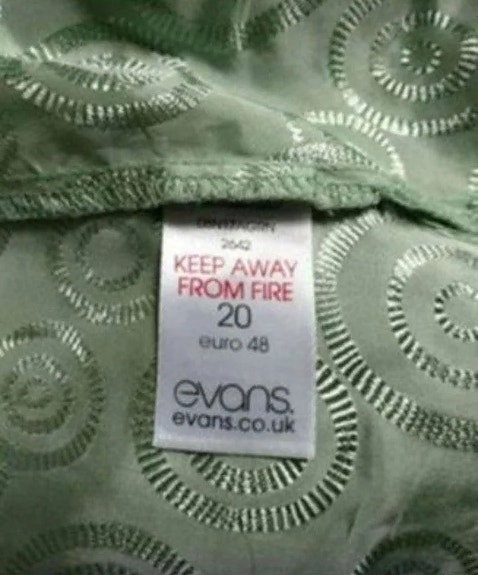 2642
KEEP AWAY
FROM FIRE
20
euro 48
evans.
evans.co.uk